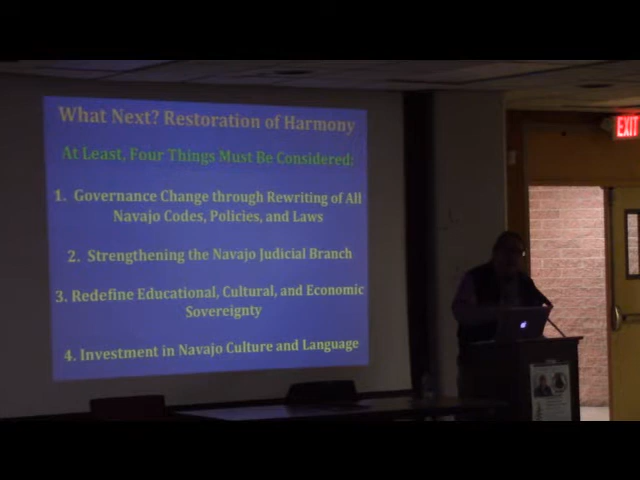 What Next? Restoration of Harmony
At Least, Four Things Must Be Considered:
1. Governance Change through Rewriting of All
Navajo Codes, Policies, and Laws
2. Strengthening the Navajo Judicial Branch
3. Redefine Educational, Cultural, and Economic
Sovereignty
4. Investment in Navajo Culture and Language
EXIT